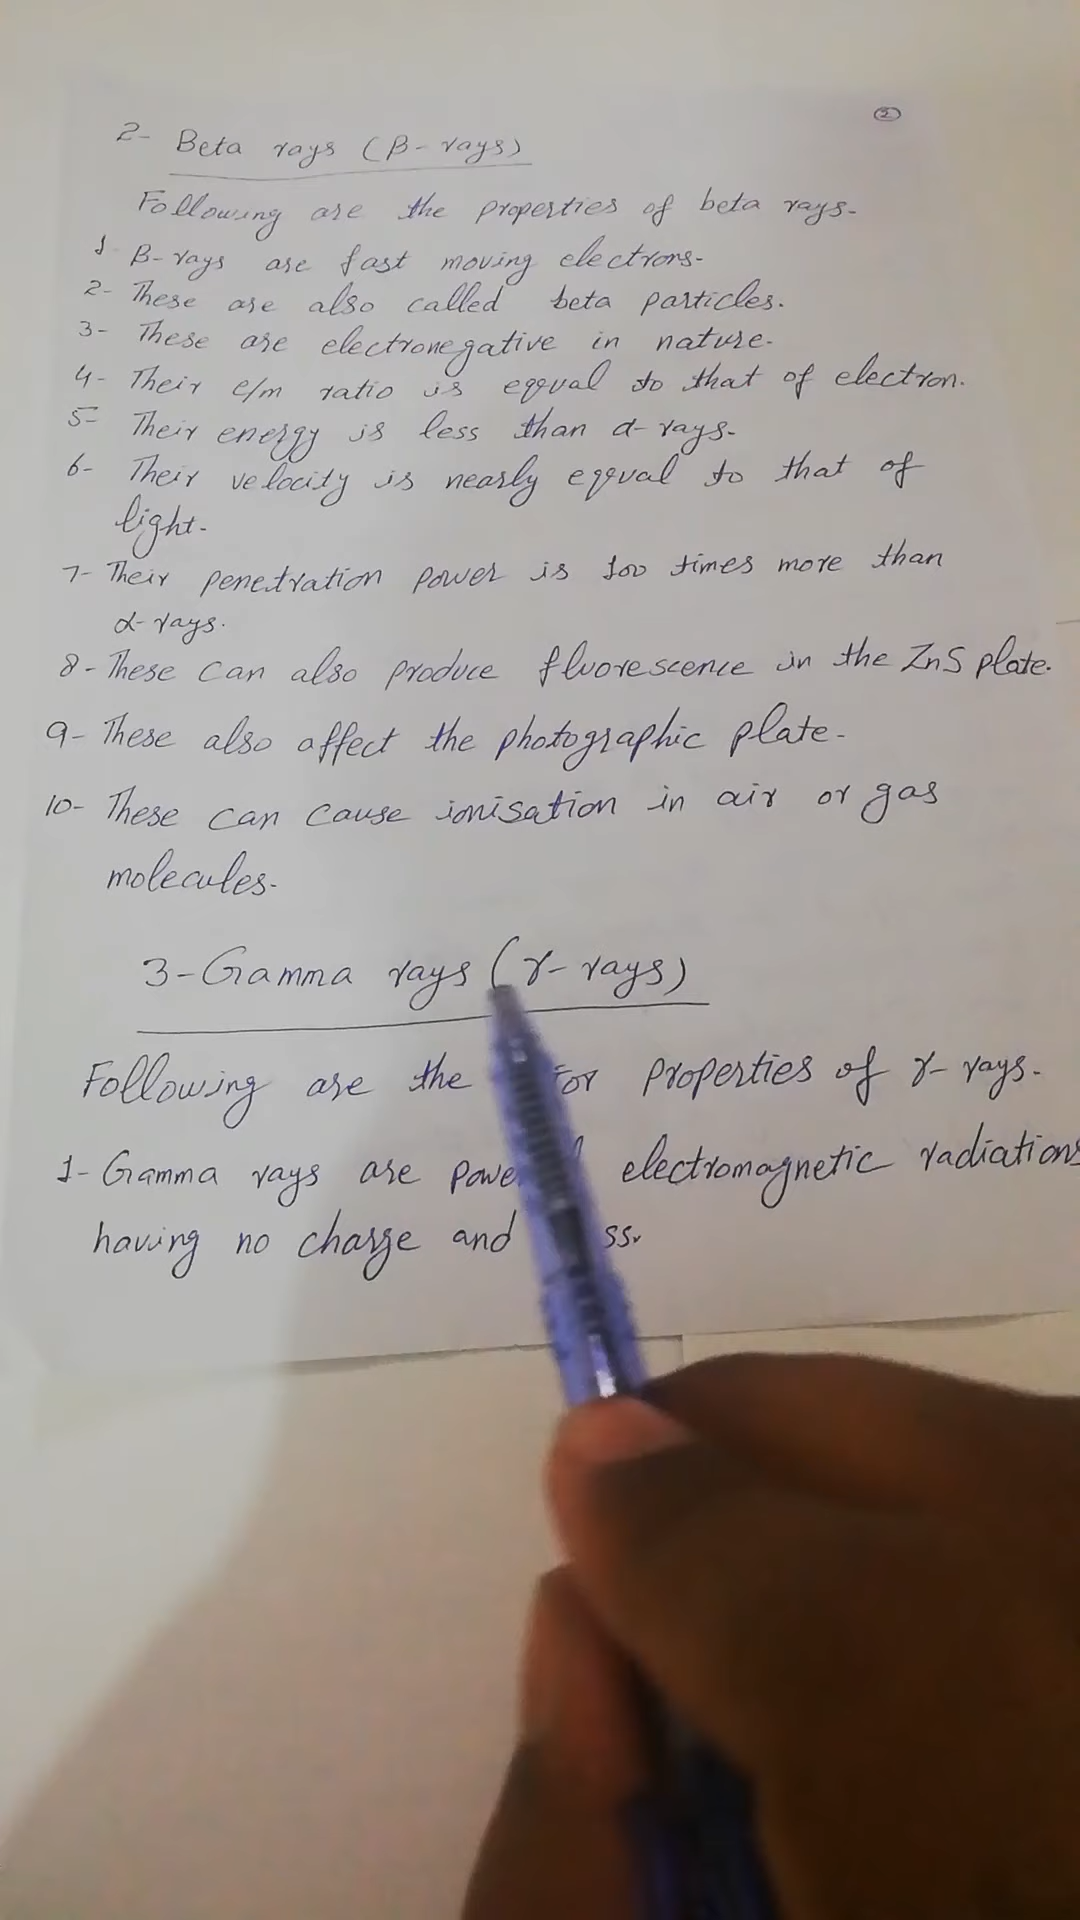 2
2- Beta rays (β-rays)
Following are the properties of beta rays-
1- β-rays are fast moving electrons-
2- These are also called beta particles.
3- These are electronegative in nature-
4- Their e/m ratio is eqqual to that of electron.
5- Their energy is less than α-rays-
6- Their velocity is nearly eqqual to that of
light-
7- Their penetration power is 100 times more than
α-rays.
8- These can also produce fluorescence in the ZnS plate.
9- These also affect the photographic plate-
10- These can cause ionisation in air or gas
molecules-
3- Gamma rays (γ-rays)
Following are the properties of γ-rays-
1- Gamma rays are electromagnetic radiations
having no charge and